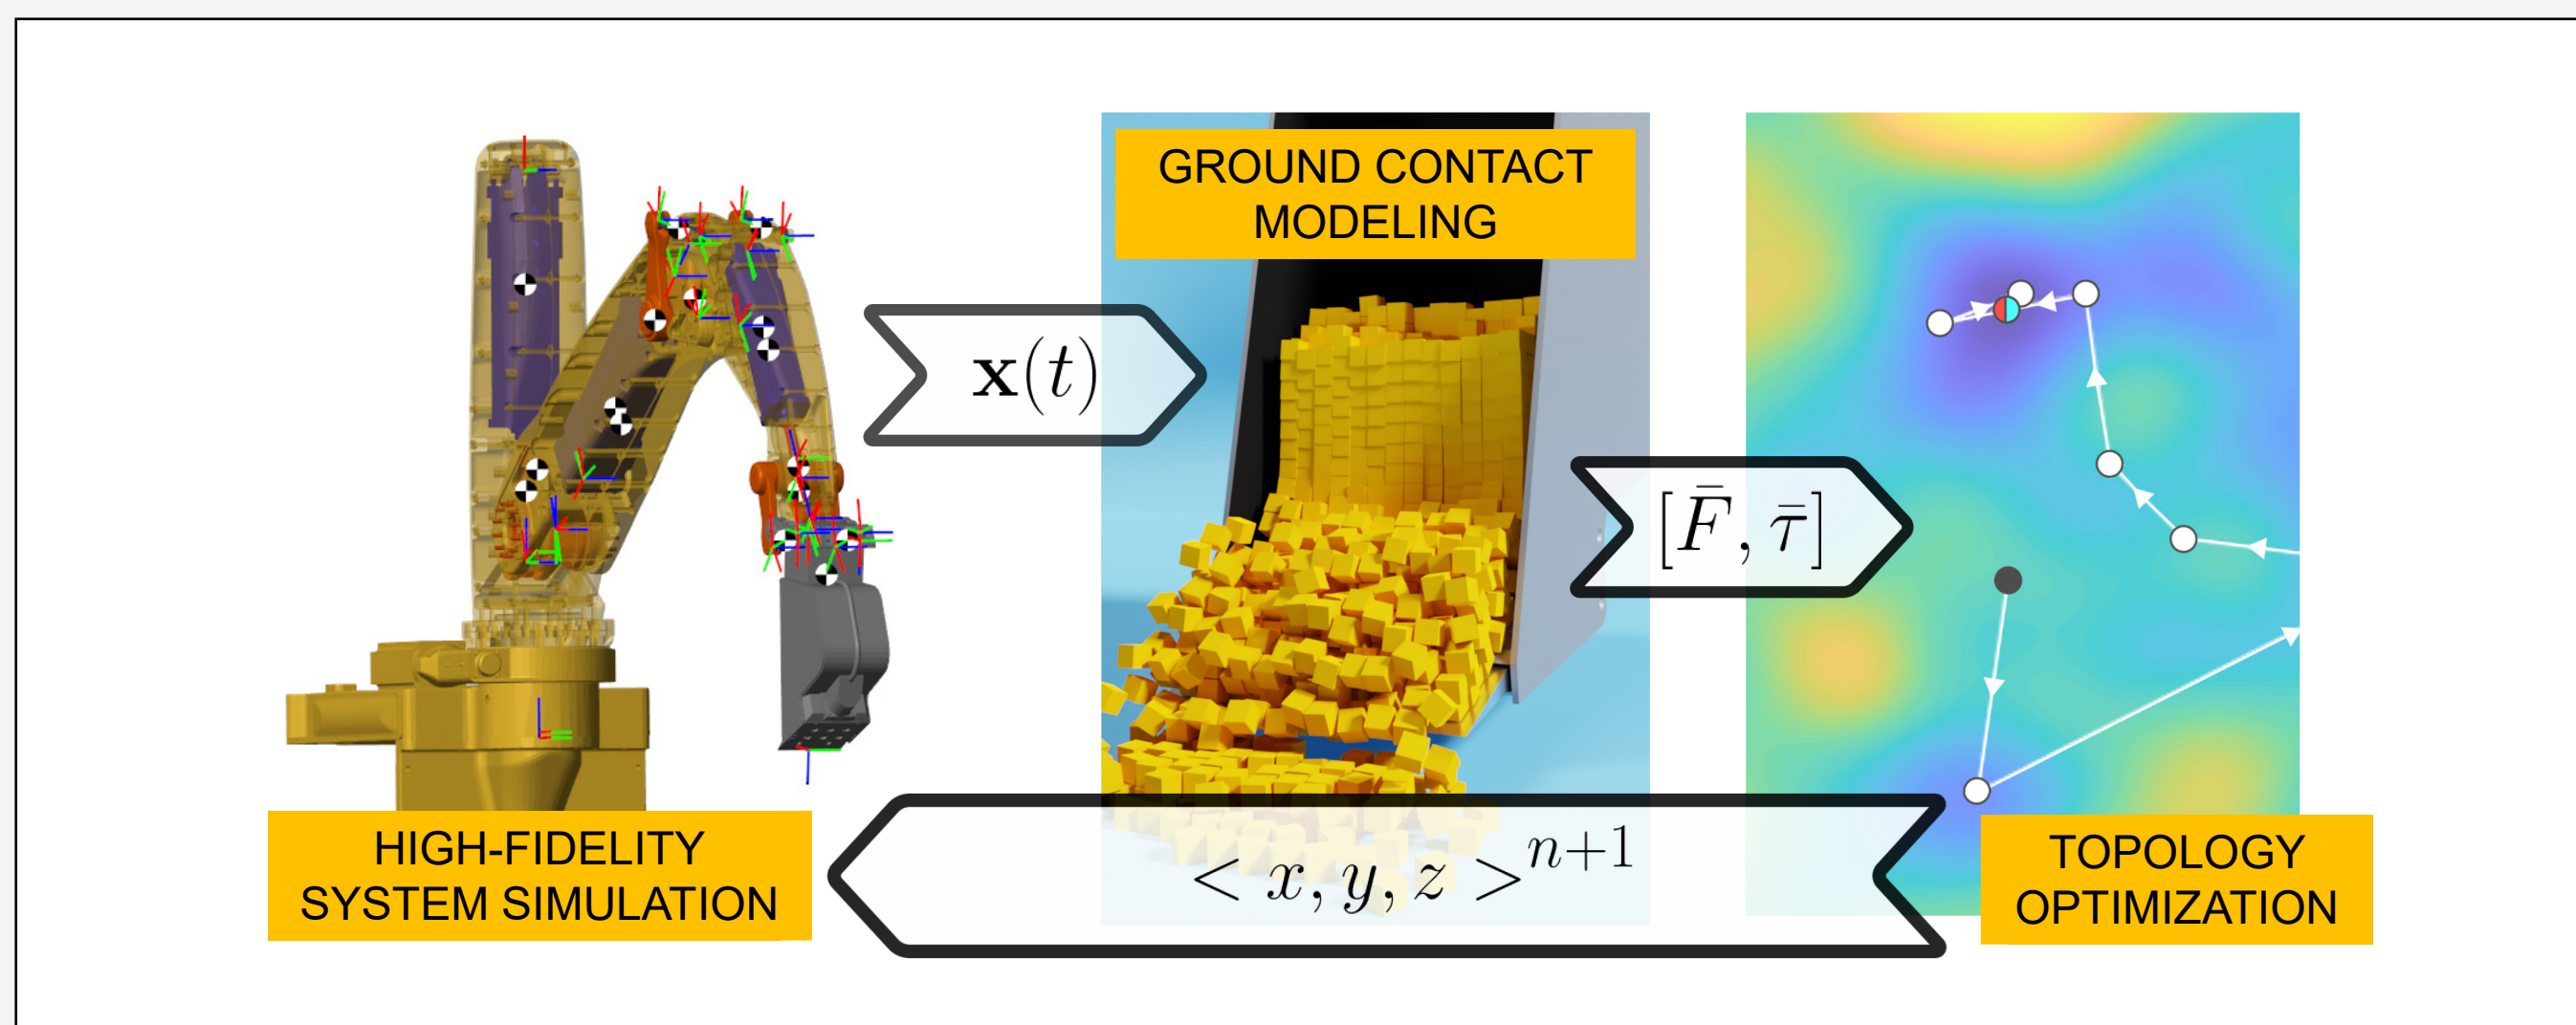 GROUND CONTACT
MODELING
x(t)
[F̄, τ̄]
HIGH-FIDELITY
SYSTEM SIMULATION
< x, y, z >ⁿ⁺¹
TOPOLOGY
OPTIMIZATION